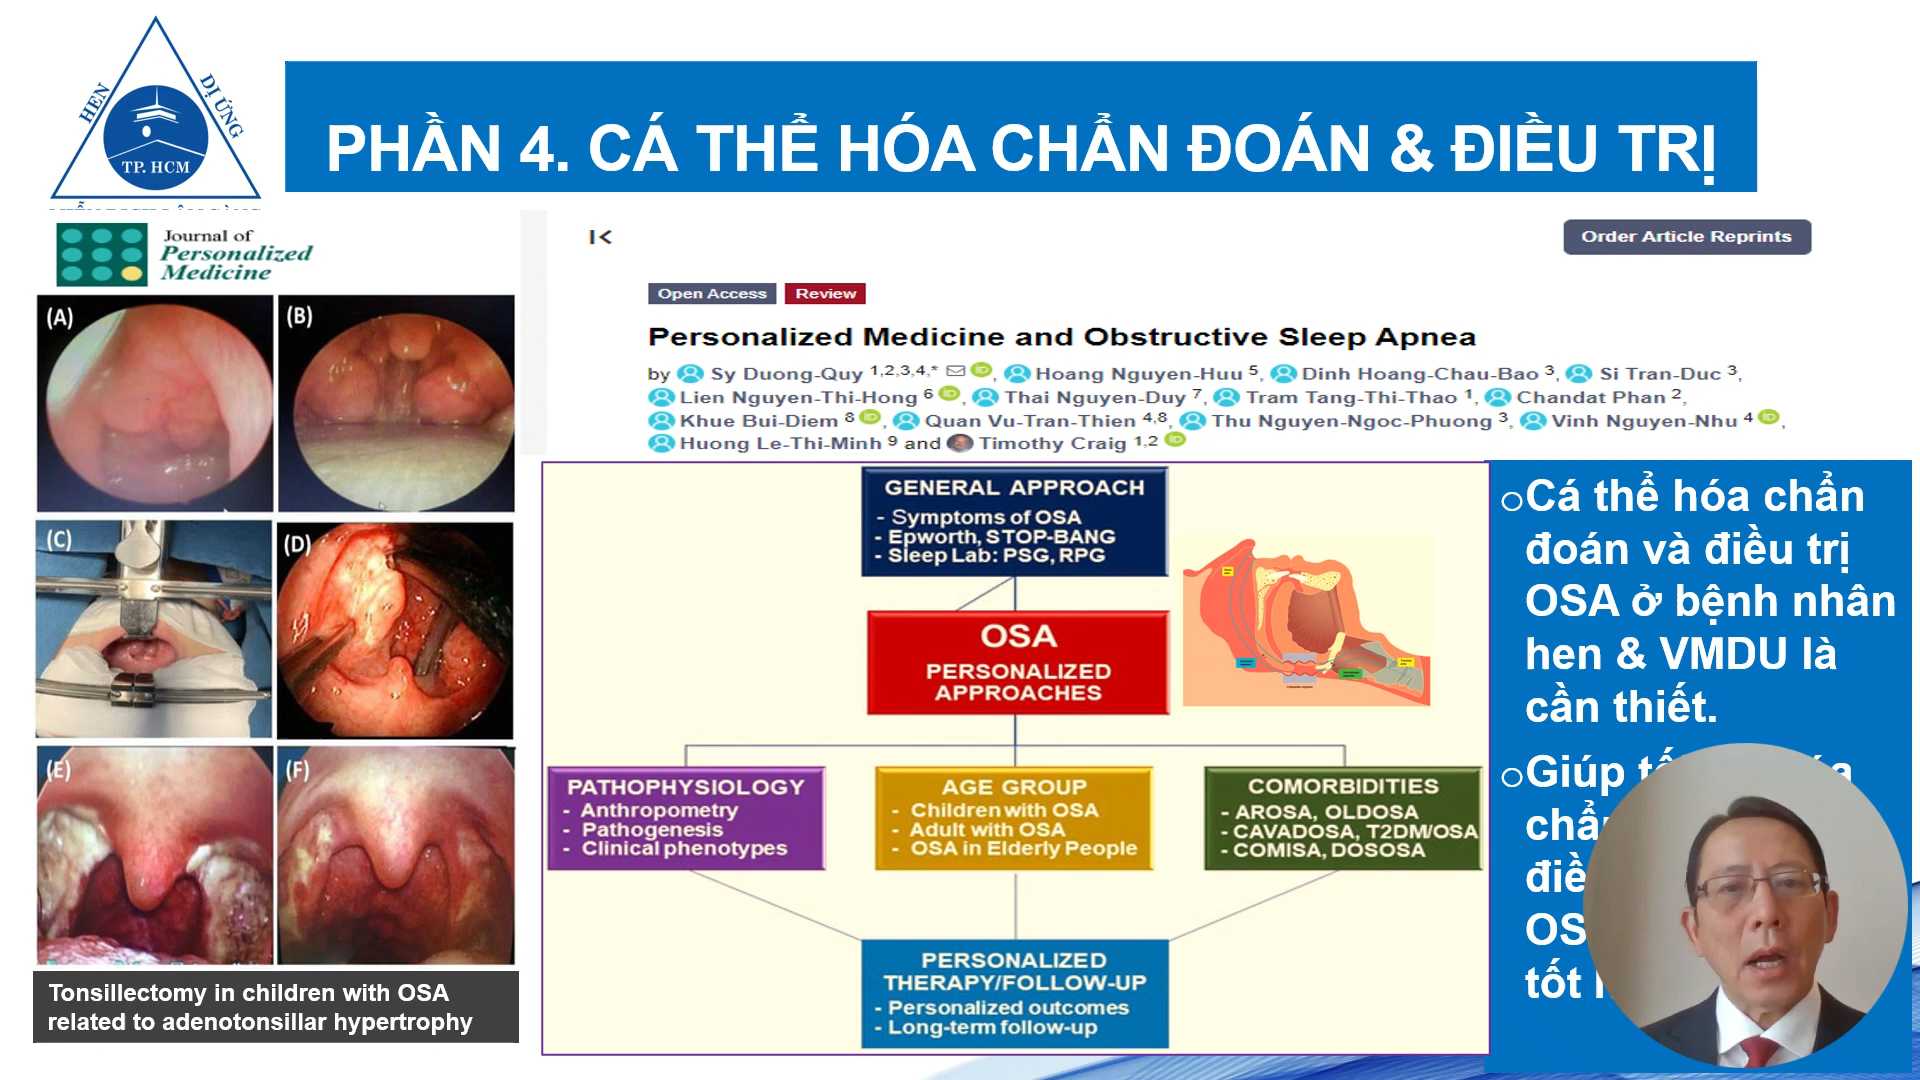 HEN
DỊ ỨNG
TP. HCM
PHẦN 4. CÁ THỂ HÓA CHẨN ĐOÁN & ĐIỀU TRỊ
Journal of
Personalized
Medicine
(A)
(B)
(C)
(D)
(E)
(F)
Tonsillectomy in children with OSA
related to adenotonsillar hypertrophy
Order Article Reprints
Open Access Review
Personalized Medicine and Obstructive Sleep Apnea
by Sy Duong-Quy 1,2,3,4,* , Hoang Nguyen-Huu 5, Dinh Hoang-Chau-Bao 3, Si Tran-Duc 3,
Lien Nguyen-Thi-Hong 6 , Thai Nguyen-Duy 7, Tram Tang-Thi-Thao 1, Chandat Phan 2,
Khue Bui-Diem 8 , Quan Vu-Tran-Thien 4,8, Thu Nguyen-Ngoc-Phuong 3, Vinh Nguyen-Nhu 4 ,
Huong Le-Thi-Minh 9 and Timothy Craig 1,2
GENERAL APPROACH
- Symptoms of OSA
- Epworth, STOP-BANG
- Sleep Lab: PSG, RPG
OSA
PERSONALIZED
APPROACHES
PATHOPHYSIOLOGY
- Anthropometry
- Pathogenesis
- Clinical phenotypes
AGE GROUP
- Children with OSA
- Adult with OSA
- OSA in Elderly People
COMORBIDITIES
- AROSA, OLDOSA
- CAVADOSA, T2DM/OSA
- COMISA, DOSOSA
PERSONALIZED
THERAPY/FOLLOW-UP
- Personalized outcomes
- Long-term follow-up
Cá thể hóa chẩn
đoán và điều trị
OSA ở bệnh nhân
hen & VMDU là
cần thiết.
Giúp
tốt